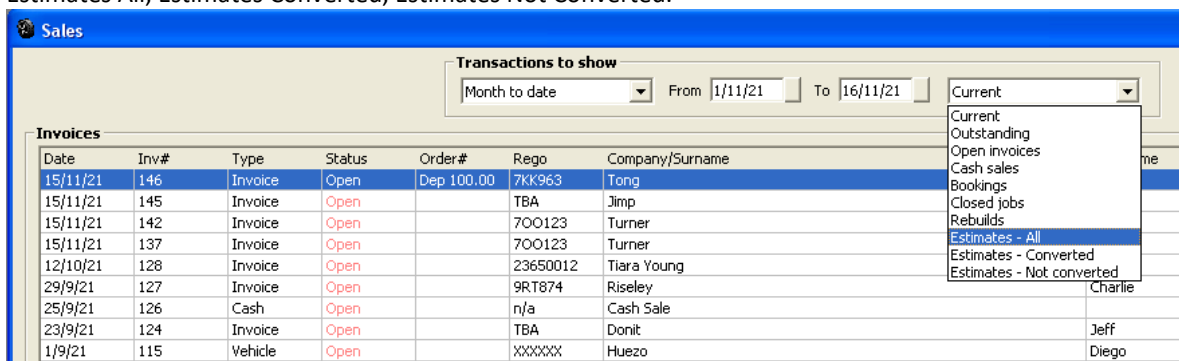 Estimates All, Estimates Converted, Estimates Not Converted.
Sales
Transactions to show
Month to date From 1/11/21 To 16/11/21 Current
Current
Outstanding
Open invoices
Cash sales
Bookings
Closed jobs
Rebuilds
Estimates - All
Estimates - Converted
Estimates - Not converted
Invoices
Date Inv# Type Status Order# Rego Company/Surname me
15/11/21 146 Invoice Open Dep 100.00 7KK963 Tong
15/11/21 145 Invoice Open TBA Jimp
15/11/21 142 Invoice Open 7OO123 Turner
15/11/21 137 Invoice Open 7OO123 Turner
12/10/21 128 Invoice Open 23650012 Tiara Young
29/9/21 127 Invoice Open 9RT874 Riseley Charlie
25/9/21 126 Cash Open n/a Cash Sale
23/9/21 124 Invoice Open TBA Donit Jeff
1/9/21 115 Vehicle Open XXXXXX Huezo Diego